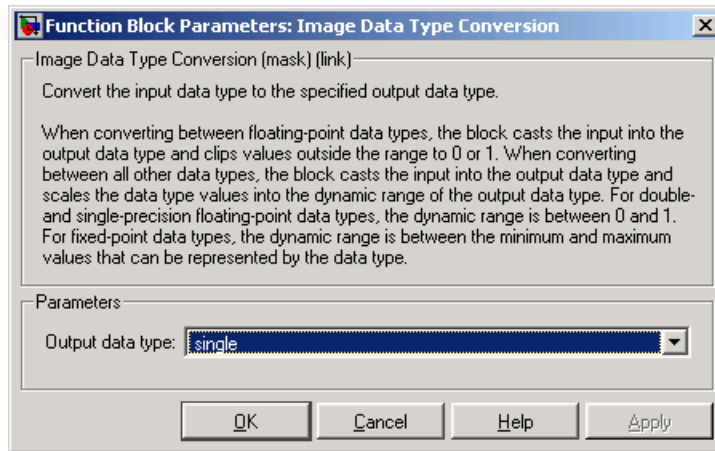 Function Block Parameters: Image Data Type Conversion
Image Data Type Conversion (mask) (link)
Convert the input data type to the specified output data type.
When converting between floating-point data types, the block casts the input into the
output data type and clips values outside the range to 0 or 1. When converting
between all other data types, the block casts the input into the output data type and
scales the data type values into the dynamic range of the output data type. For double-
and single-precision floating-point data types, the dynamic range is between 0 and 1.
For fixed-point data types, the dynamic range is between the minimum and maximum
values that can be represented by the data type.
Parameters
Output data type: single
OK Cancel Help Apply